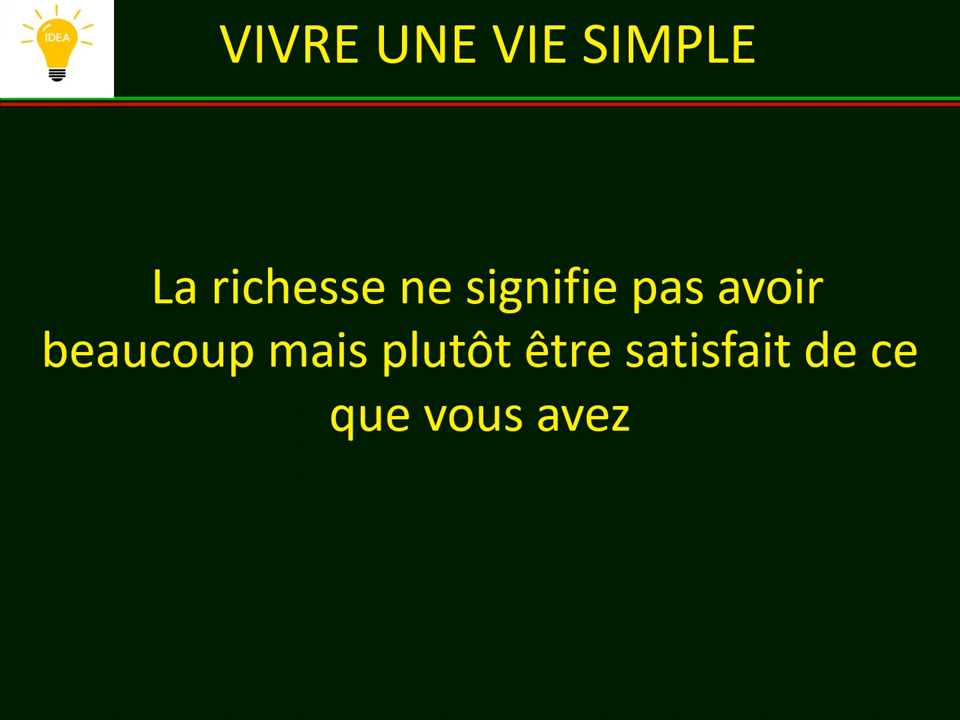 IDEA
VIVRE UNE VIE SIMPLE
La richesse ne signifie pas avoir
beaucoup mais plutôt être satisfait de ce
que vous avez